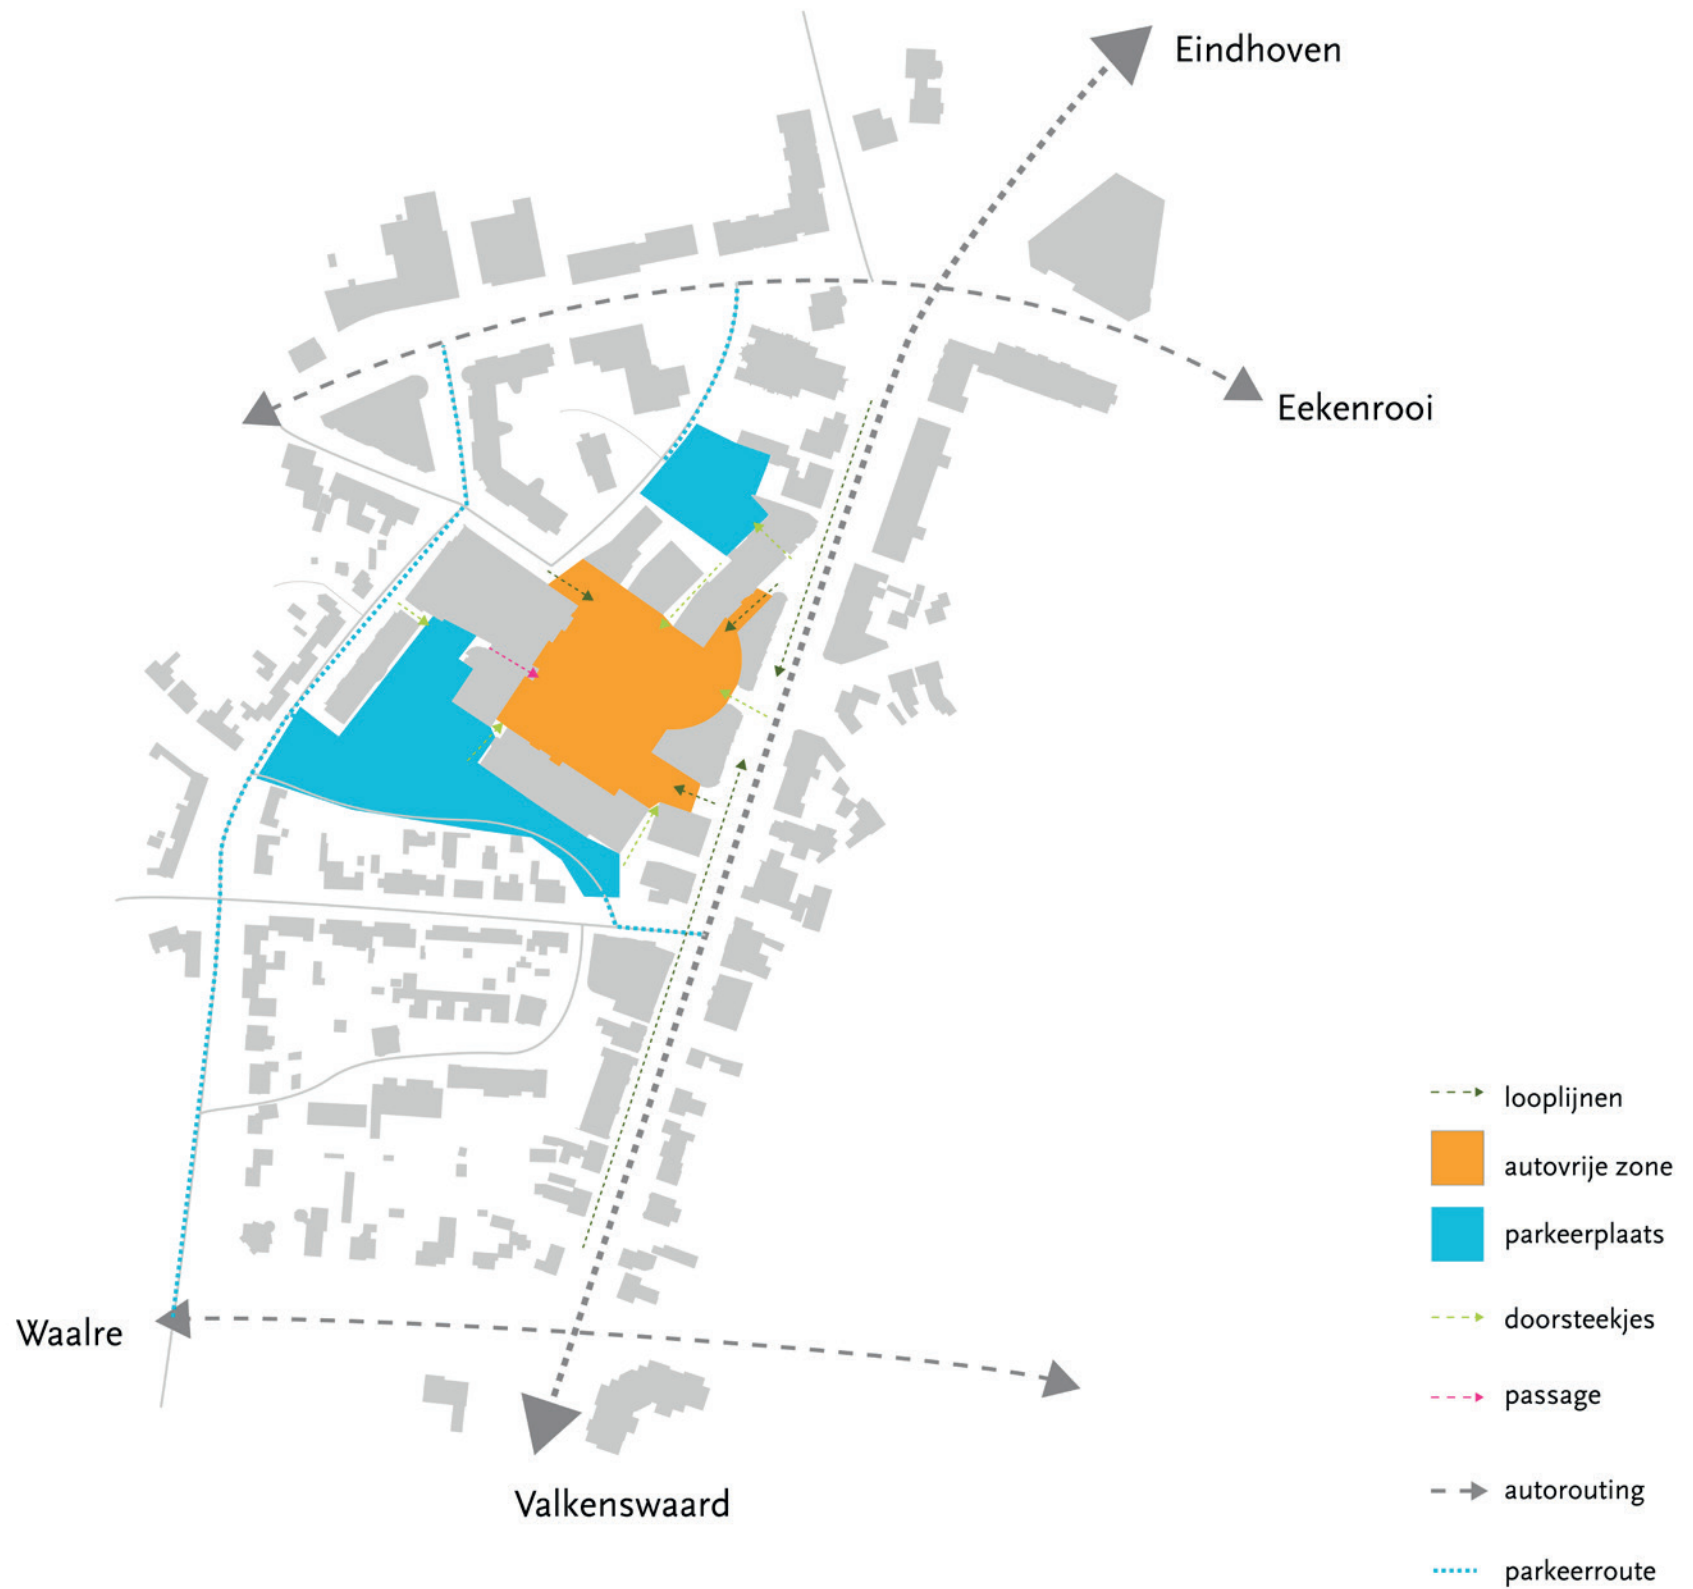 Eindhoven
Eekenrooi
Waalre
Valkenswaard
looplijnen
autovrije zone
parkeerplaats
doorsteekjes
passage
autorouting
parkeerroute